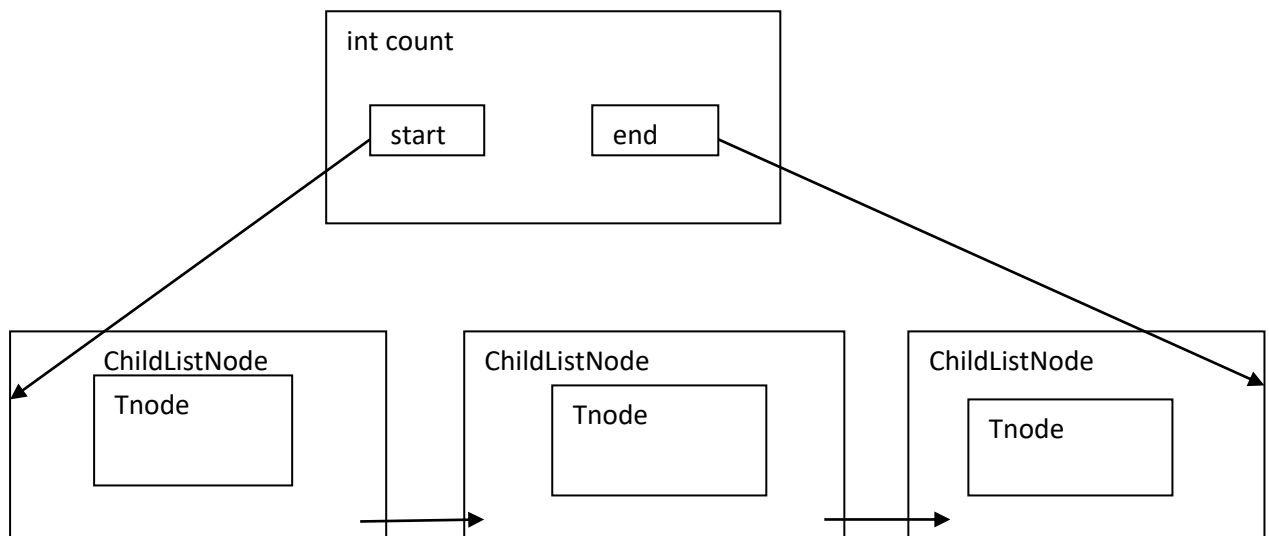 int count
start
end
ChildListNode
Tnode
ChildListNode
Tnode
ChildListNode
Tnode